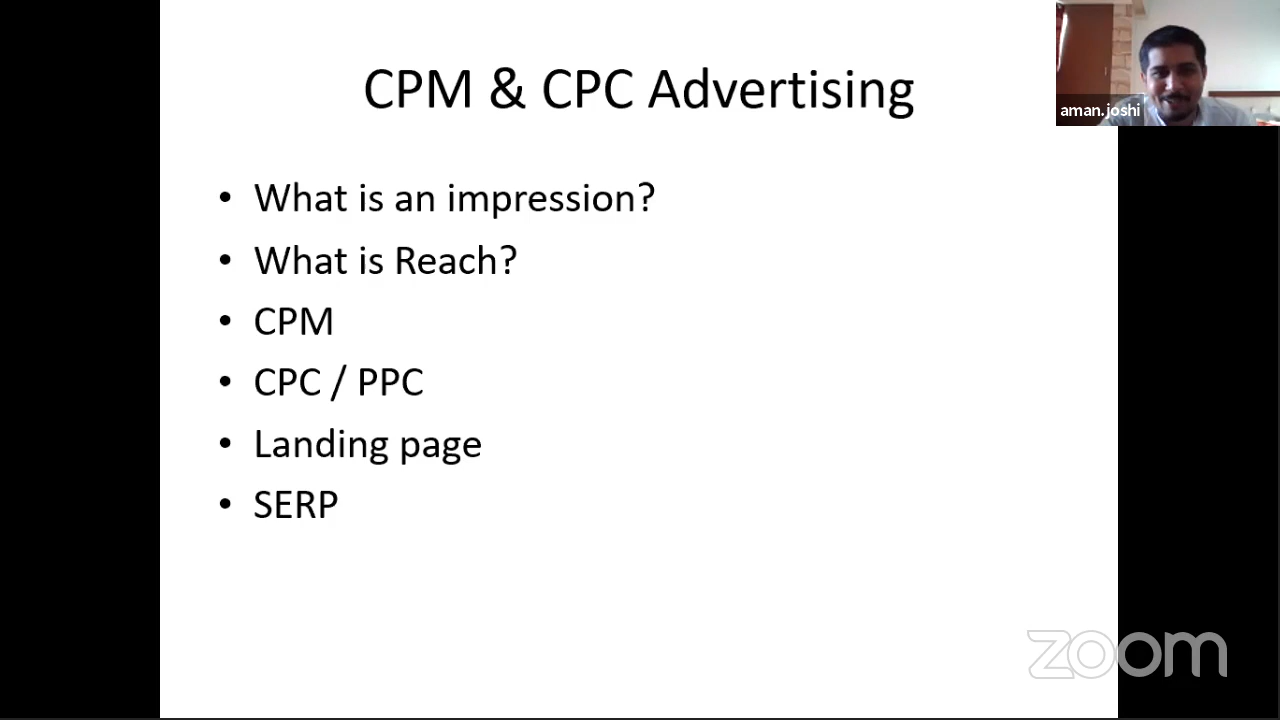 CPM & CPC Advertising
aman.joshi
• What is an impression?
• What is Reach?
• CPM
• CPC / PPC
• Landing page
• SERP
zoom